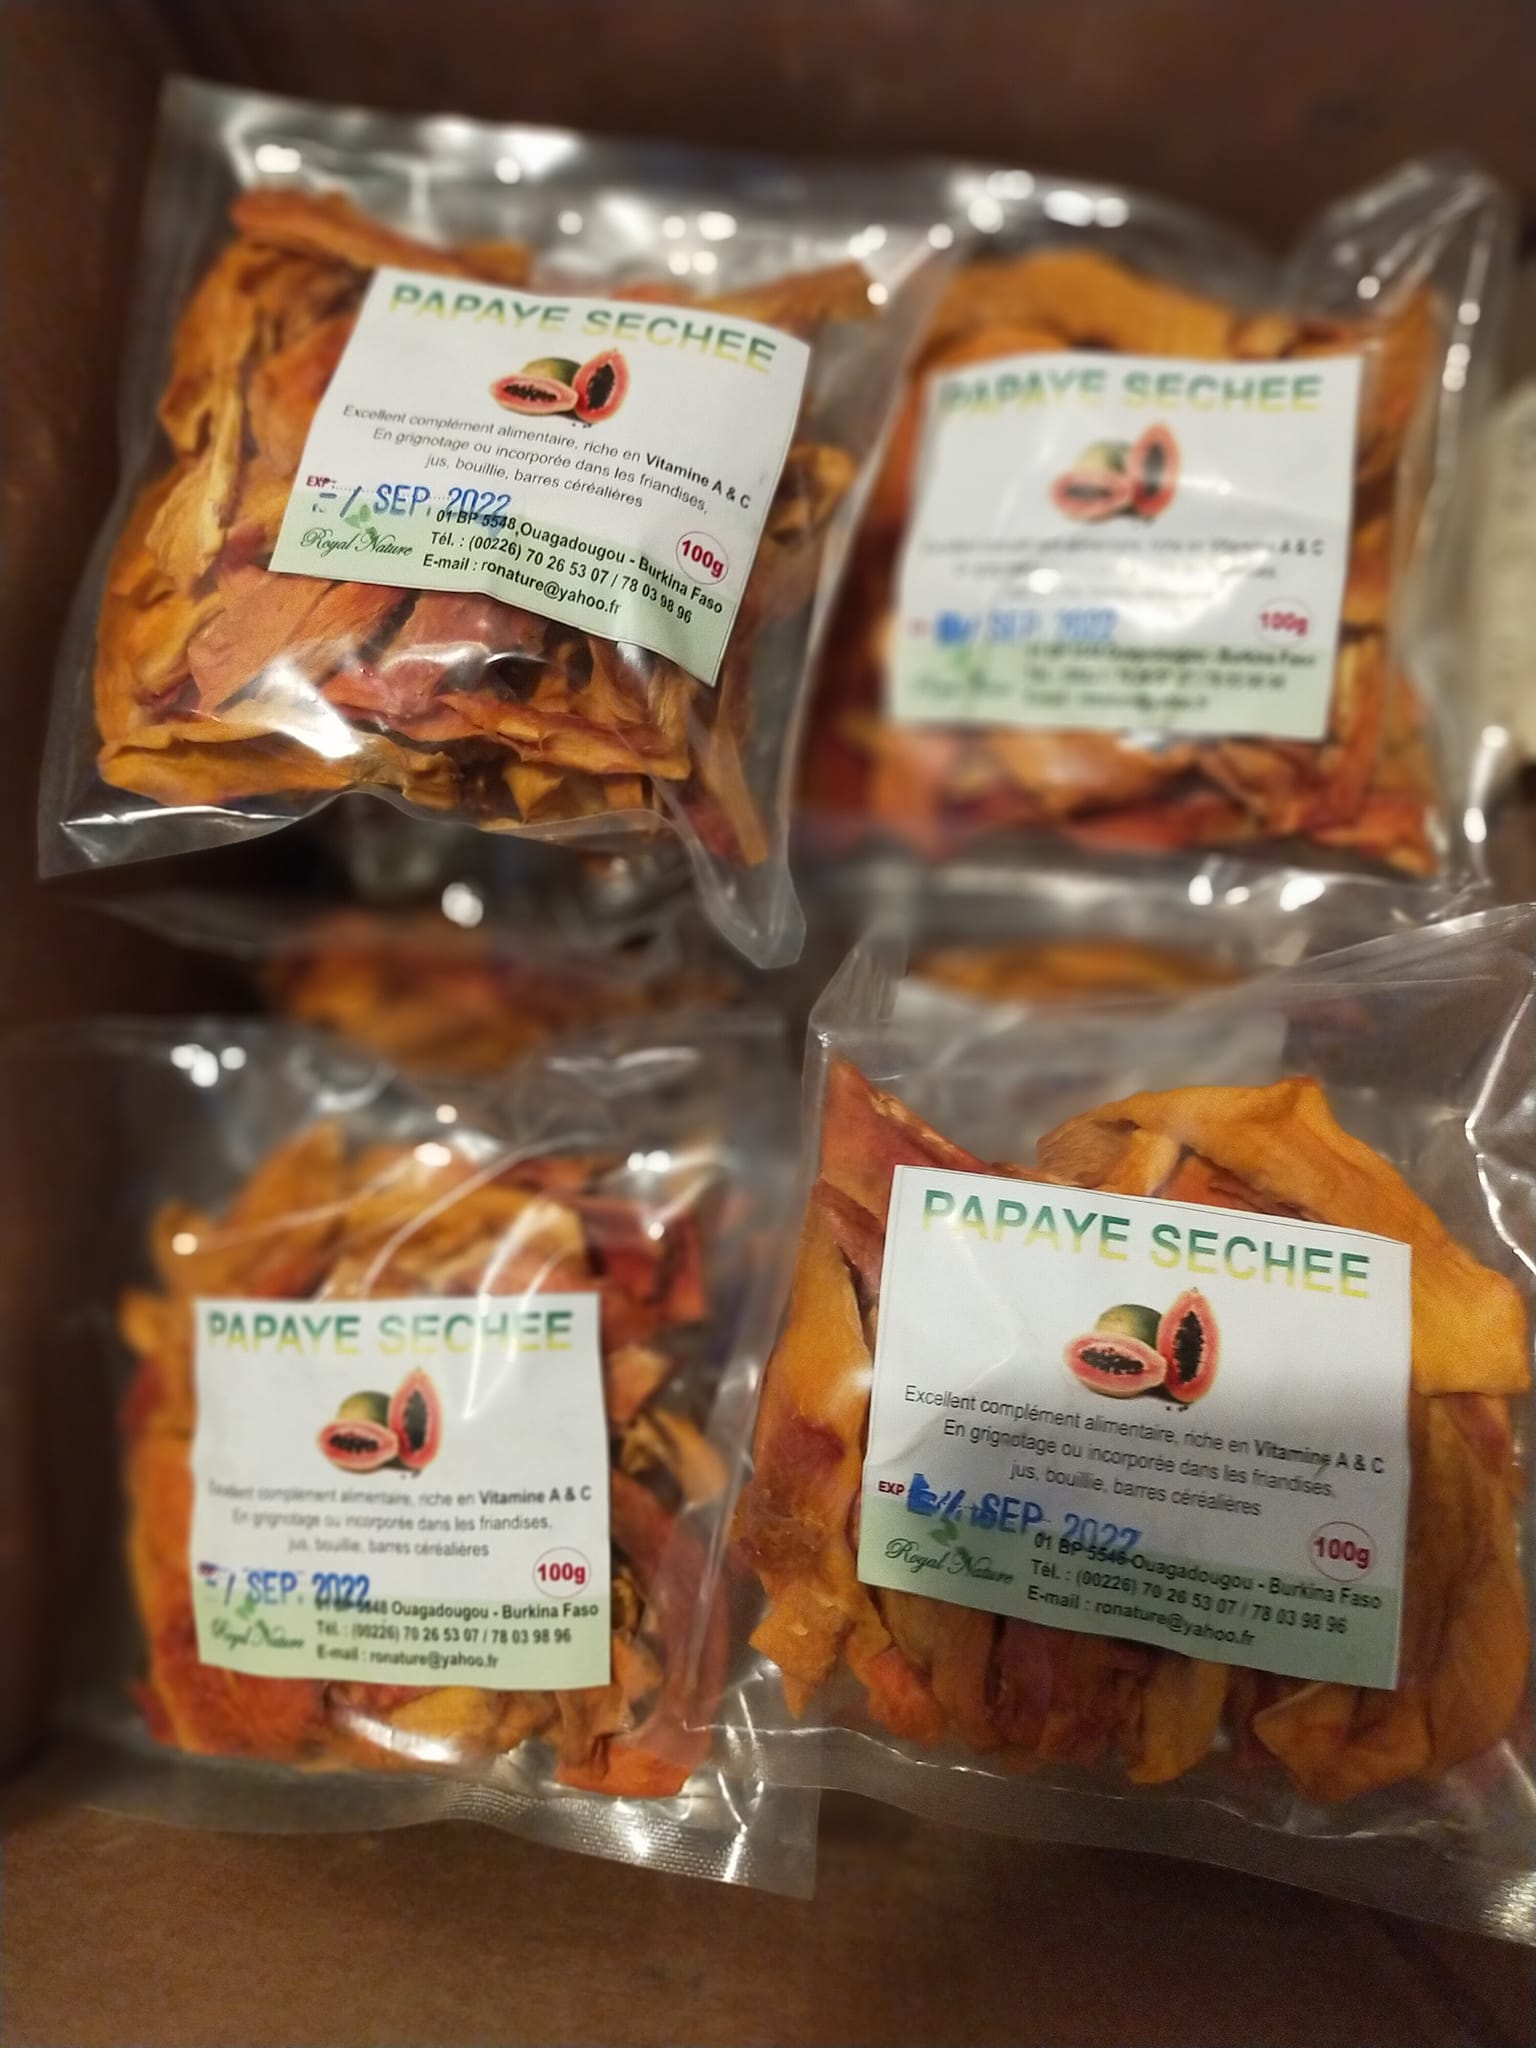 PAPAYE SECHEE
Excellent complément alimentaire, riche en Vitamine A & C
En grignotage ou incorporée dans les friandises,
jus, bouillie, barres céréalières
EXP:
- / SEP. 2022
100g
Royal Nature
01 BP 5548,Ouagadougou - Burkina Faso
Tél. : (00226) 70 26 53 07 / 78 03 98 96
E-mail : ronature@yahoo.fr
PAPAYE SECHEE
A & C
SEP. 2022
100g
Burkina Faso
PAPAYE SECHEE
Excellent complément alimentaire, riche en Vitamine A & C
En grignotage ou incorporée dans les friandises,
jus, bouillie, barres céréalières
- / SEP. 2022
100g
Royal Nature
Ouagadougou - Burkina Faso
Tél. : (00226) 70 26 53 07 / 78 03 98 96
E-mail : ronature@yahoo.fr
PAPAYE SECHEE
Excellent complément alimentaire, riche en Vitamine A & C
En grignotage ou incorporée dans les friandises,
jus, bouillie, barres céréalières
EXP
SEP 2022
100g
Royal Nature
01 BP 5548 Ouagadougou - Burkina Faso
Tél. : (00226) 70 26 53 07 / 78 03 98 96
E-mail : ronature@yahoo.fr